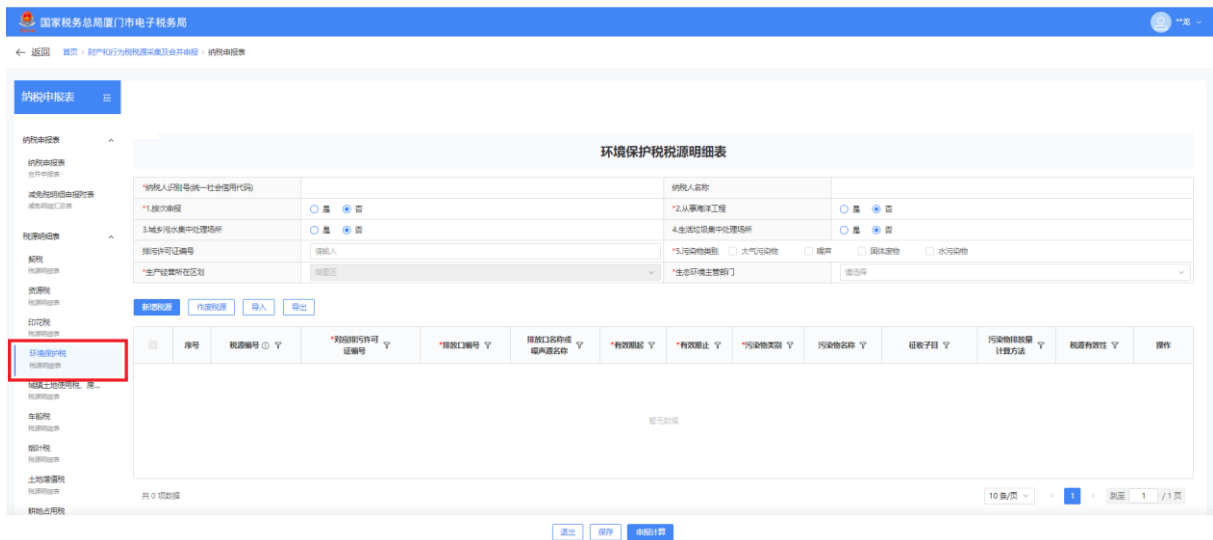 国家税务总局厦门市电子税务局
**龙
返回 首页 > 财产和行为税税源采集及合并申报 > 纳税申报表
纳税申报表
纳税申报表
纳税申报表
合并申报表
减免税明细申报附表
减免明细汇总表
税源明细表
契税
税源明细表
资源税
税源明细表
印花税
税源明细表
环境保护税
税源明细表
城镇土地使用税、房...
税源明细表
车船税
税源明细表
烟叶税
税源明细表
土地增值税
税源明细表
耕地占用税
环境保护税税源明细表
*纳税人识别号(统一社会信用代码) 纳税人名称
*1.按次申报 是 否 *2.从事海洋工程 是 否
3.城乡污水集中处理场所 是 否 4.生活垃圾集中处理场所 是 否
排污许可证编号 请输入 *5.污染物类别 大气污染物 噪声 固体废物 水污染物
*生产经营所在区划 *生态环境主管部门 请选择
新增税源 作废税源 导入 导出
序号 税源编号 *对应排污许可证编号 *排放口编号 排放口名称或噪声源名称 *有效期起 *有效期止 *污染物类别 污染物名称 征收子目 污染物排放量计算方法 税源有效性 操作
暂无数据
共 0 项数据 10 条/页 < 1 > 跳至 1 / 1 页
退出 保存 申报计算